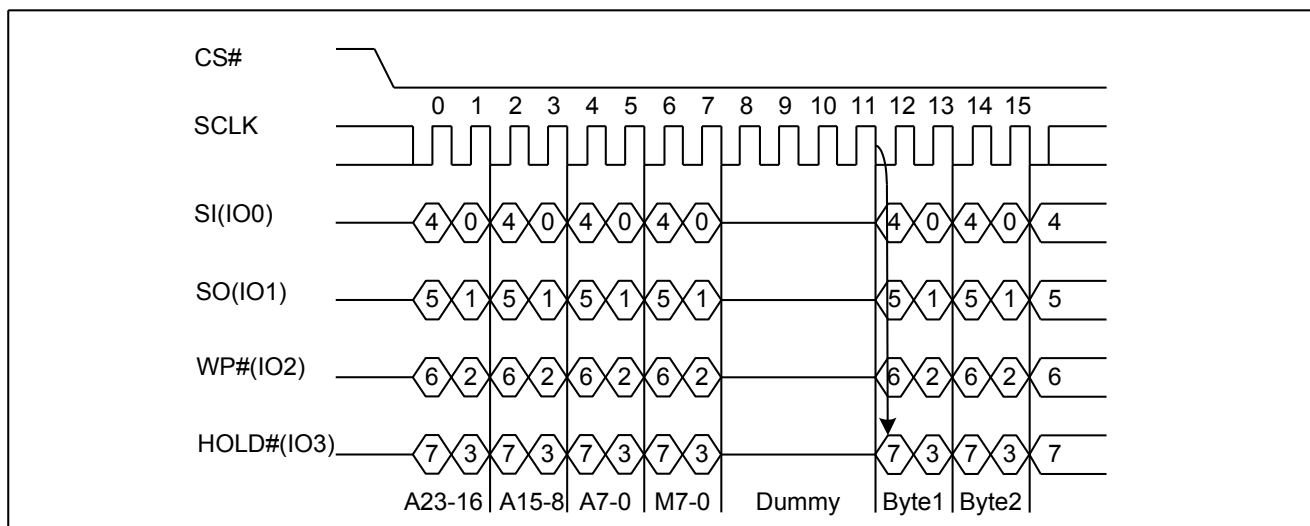 CS#
0 1 2 3 4 5 6 7 8 9 10 11 12 13 14 15
SCLK
SI(IO0) 4 0 4 0 4 0 4 0 4 0 4 0 4
SO(IO1) 5 1 5 1 5 1 5 1 5 1 5 1 5
WP#(IO2) 6 2 6 2 6 2 6 2 6 2 6 2 6
HOLD#(IO3) 7 3 7 3 7 3 7 3 7 3 7 3 7
A23-16 A15-8 A7-0 M7-0 Dummy Byte1 Byte2